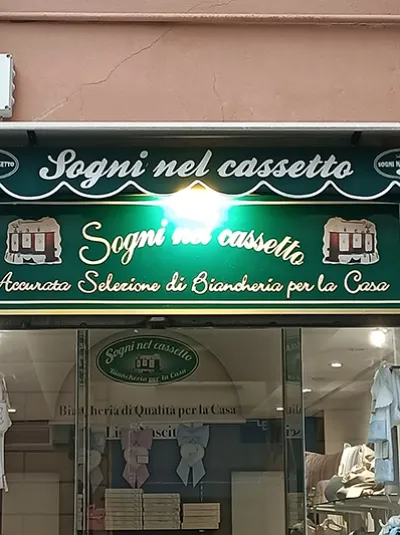 Sogni nel cassetto
Sogni nel cassetto
Accurata Selezione di Biancheria per la Casa
Sogni nel cassetto
Biancheria per la Casa
Biancheria di Qualità per la Casa